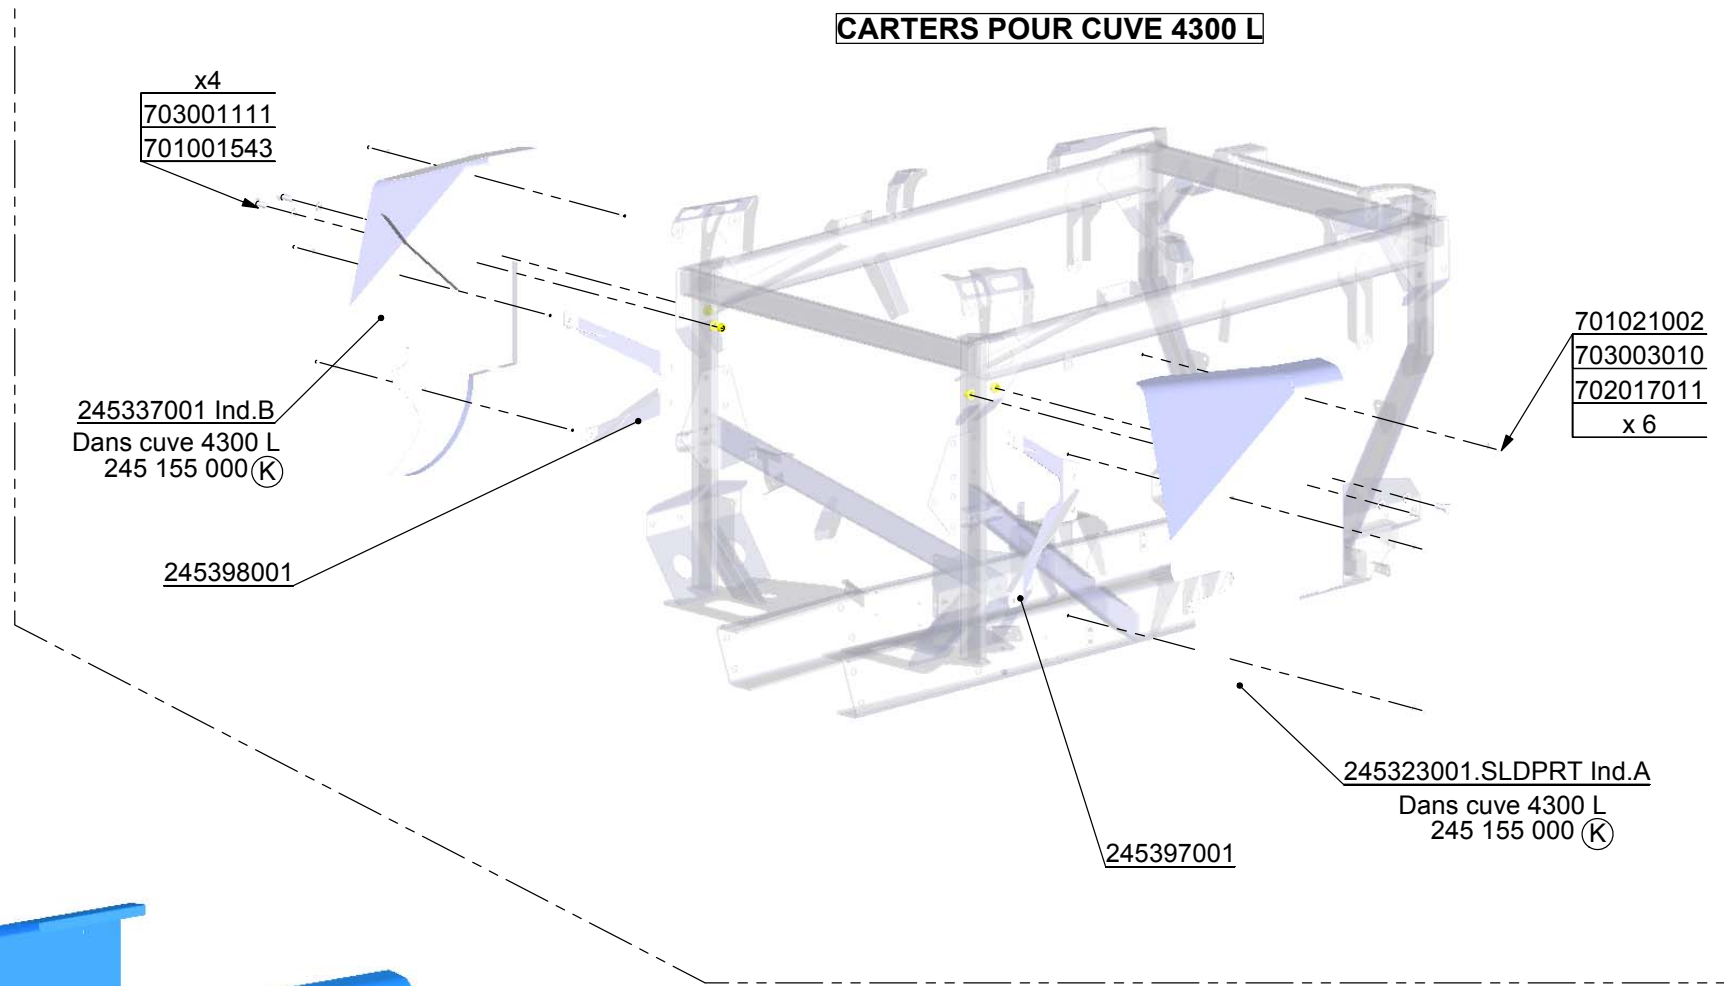 CARTERS POUR CUVE 4300 L
x4
703001111
701001543
701021002
703003010
702017011
x 6
245337001 Ind.B
Dans cuve 4300 L
245 155 000 K
245398001
245323001.SLDPRT Ind.A
Dans cuve 4300 L
245 155 000 K
245397001